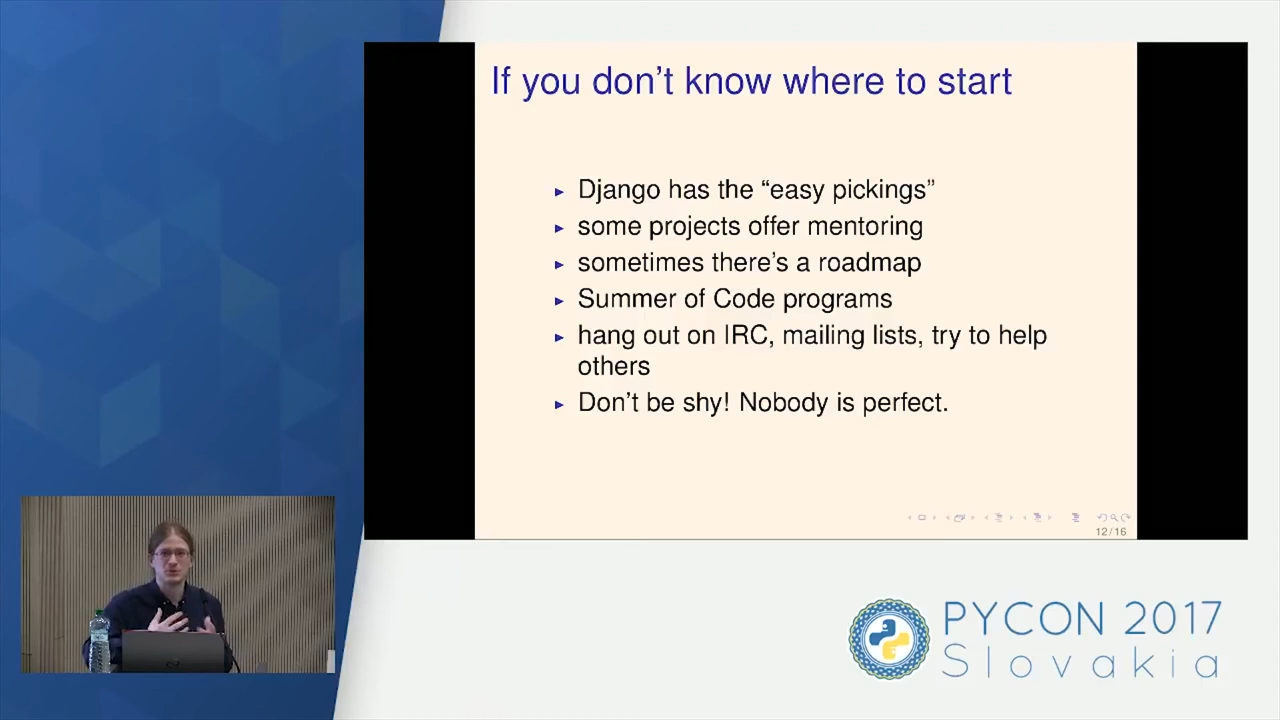 If you don't know where to start
Django has the “easy pickings”
some projects offer mentoring
sometimes there's a roadmap
Summer of Code programs
hang out on IRC, mailing lists, try to help
others
Don't be shy! Nobody is perfect.
12/16
PYCON 2017
Slovakia